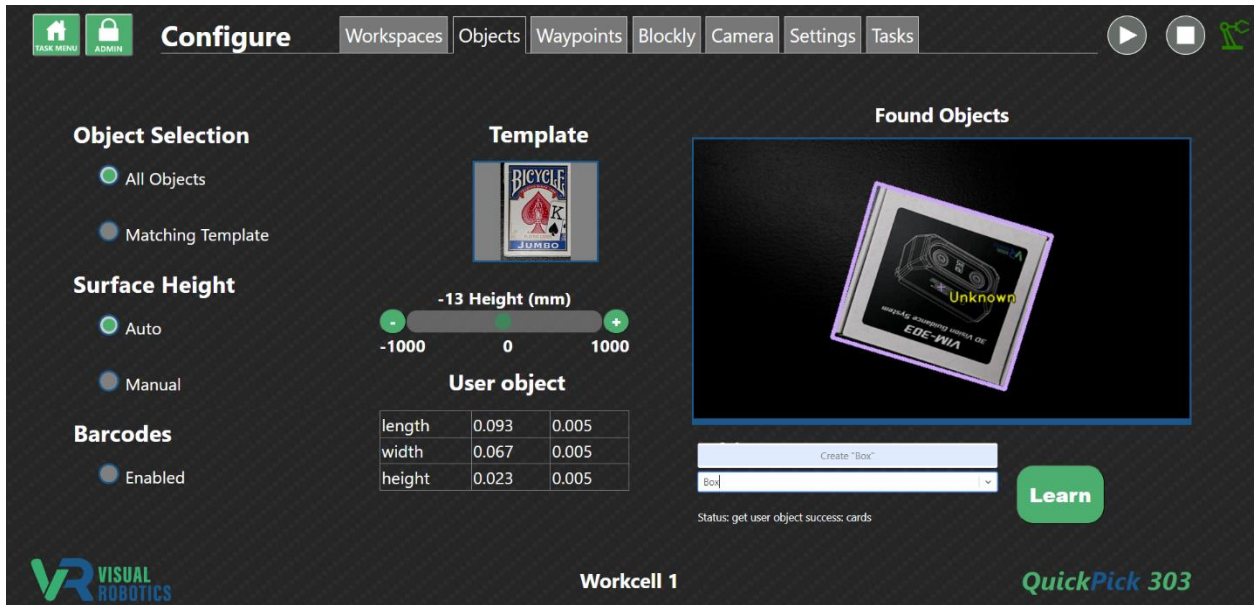 TASK MENU
ADMIN
Configure
Workspaces
Objects
Waypoints
Blockly
Camera
Settings
Tasks
Object Selection
All Objects
Matching Template
Surface Height
Auto
Manual
Barcodes
Enabled
Template
BICYCLE
K
JUMBO
-13 Height (mm)
-
+
-1000 0 1000
User object
length 0.093 0.005
width 0.067 0.005
height 0.023 0.005
Found Objects
Unknown
3D Vision Guidance System
VIM-303
Create "Box"
Box
Learn
Status: get user object success: cards
VR VISUAL
ROBOTICS
Workcell 1
QuickPick 303